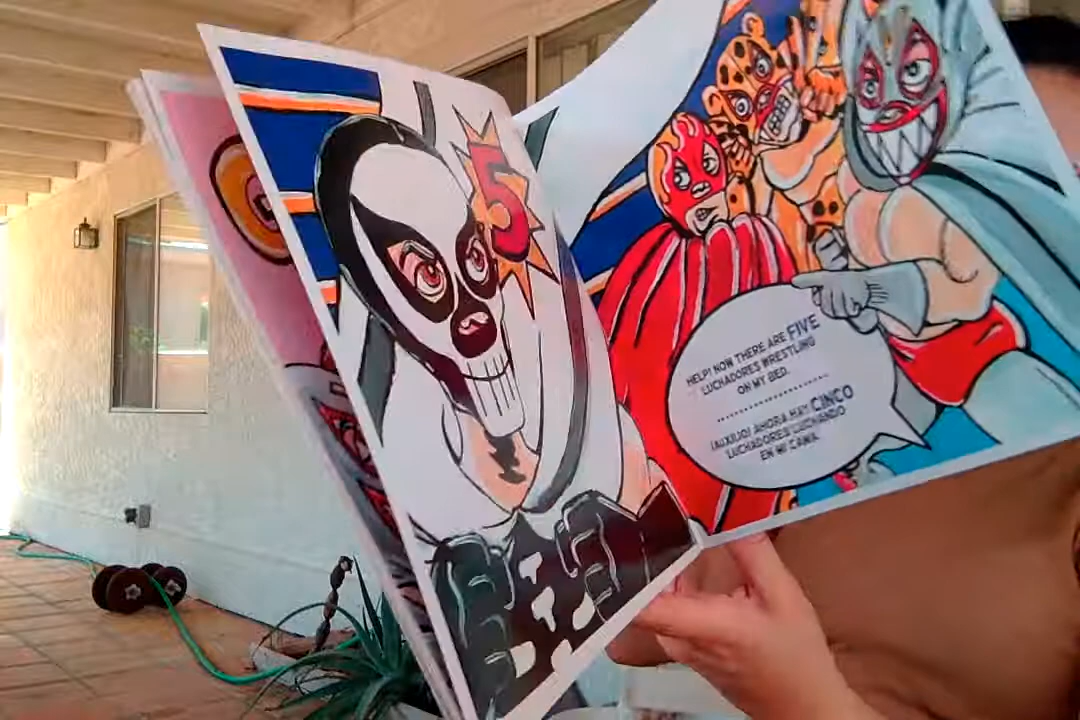 5
HELP! NOW THERE ARE FIVE
LUCHADORES WRESTLING
ON MY BED.
¡AUXILIO! AHORA HAY CINCO
LUCHADORES LUCHANDO
EN MI CAMA.